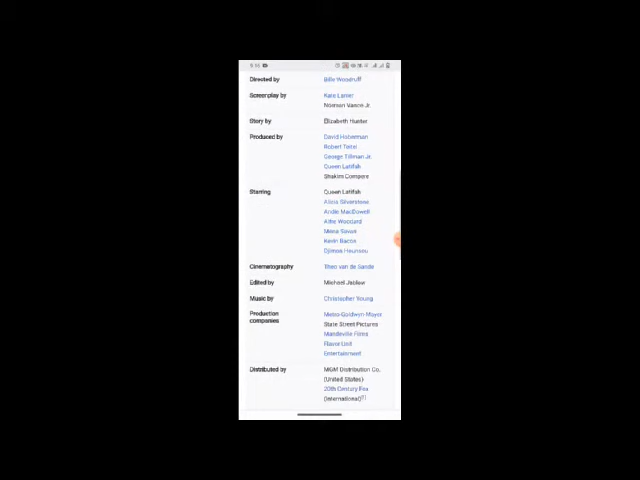 Directed by Bille Woodruff
Screenplay by Kate Lanier
Norman Vance Jr.
Story by Elizabeth Hunter
Produced by David Hoberman
Robert Teitel
George Tillman Jr.
Queen Latifah
Shakim Compere
Starring Queen Latifah
Alicia Silverstone
Andie MacDowell
Alfre Woodard
Mena Suvari
Kevin Bacon
Djimon Hounsou
Cinematography Theo van de Sande
Edited by Michael Jablow
Music by Christopher Young
Production companies Metro-Goldwyn-Mayer
State Street Pictures
Mandeville Films
Flavor Unit
Entertainment
Distributed by MGM Distribution Co.
(United States)
20th Century Fox
(International)